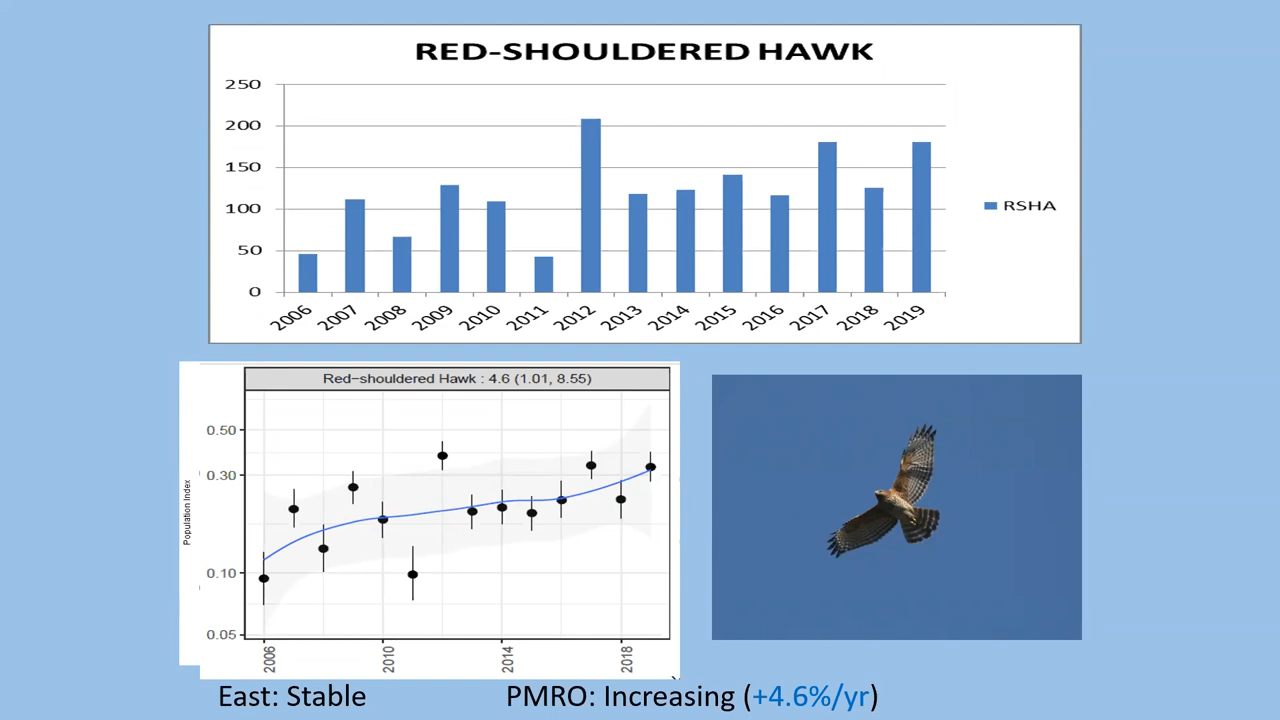 RED-SHOULDERED HAWK
250
200
150
100
50
0
2006 2007 2008 2009 2010 2011 2012 2013 2014 2015 2016 2017 2018 2019
RSHA
Red-shouldered Hawk : 4.6 (1.01, 8.55)
Population Index
0.50
0.30
0.10
0.05
2006 2010 2014 2018
East: Stable
PMRO: Increasing (+4.6%/yr)